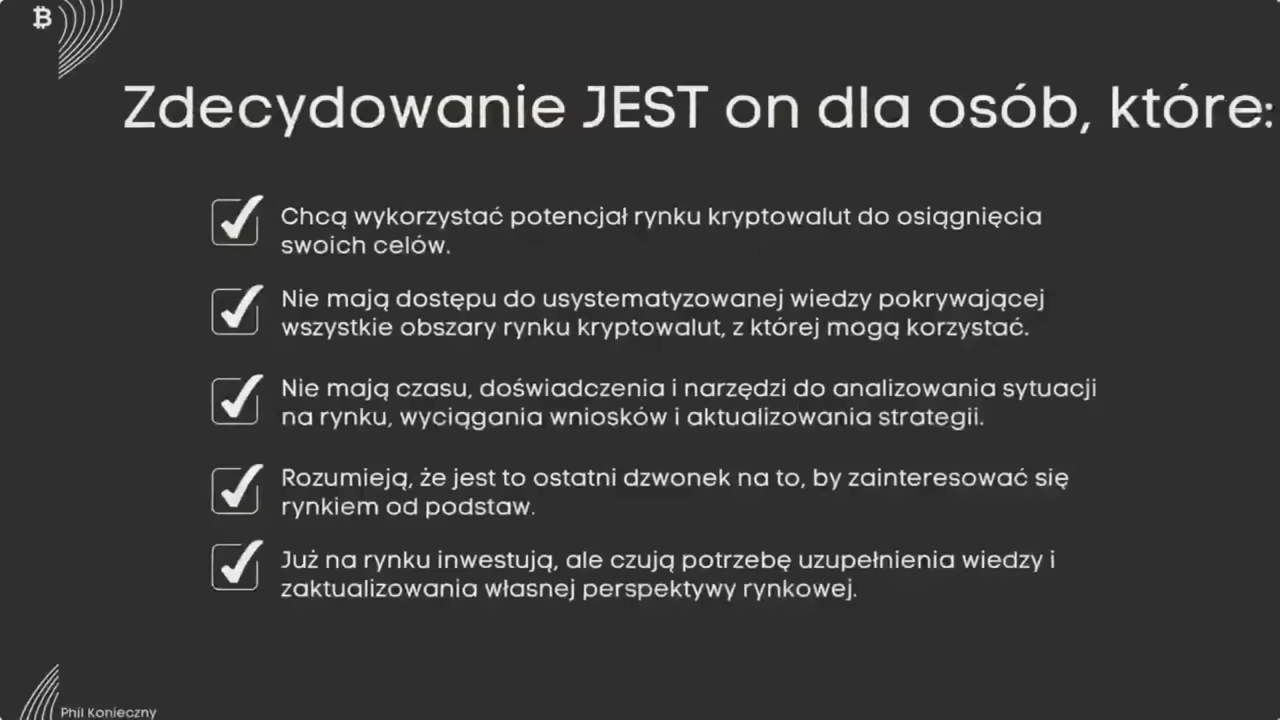 Zdecydowanie JEST on dla osób, które:
Chcą wykorzystać potencjał rynku kryptowalut do osiągnięcia
swoich celów.
Nie mają dostępu do usystematyzowanej wiedzy pokrywającej
wszystkie obszary rynku kryptowalut, z której mogą korzystać.
Nie mają czasu, doświadczenia i narzędzi do analizowania sytuacji
na rynku, wyciągania wniosków i aktualizowania strategii.
Rozumieją, że jest to ostatni dzwonek na to, by zainteresować się
rynkiem od podstaw.
Już na rynku inwestują, ale czują potrzebę uzupełnienia wiedzy i
zaktualizowania własnej perspektywy rynkowej.
Phil Konieczny